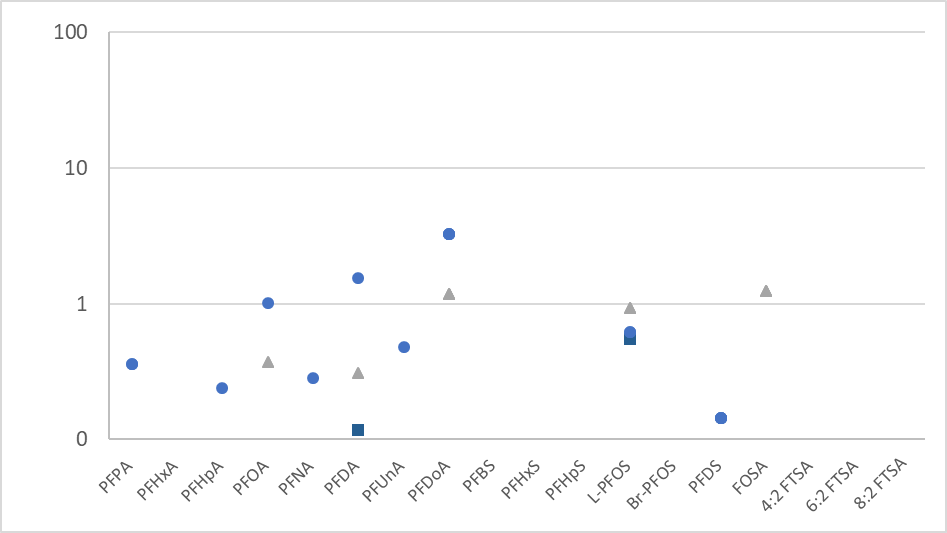 100
10
1
0
PFPA
PFHxA
PFHpA
PFOA
PFNA
PFDA
PFUnA
PFDoA
PFBS
PFHxS
PFHpS
L-PFOS
Br-PFOS
PFDS
FOSA
4:2 FTSA
6:2 FTSA
8:2 FTSA